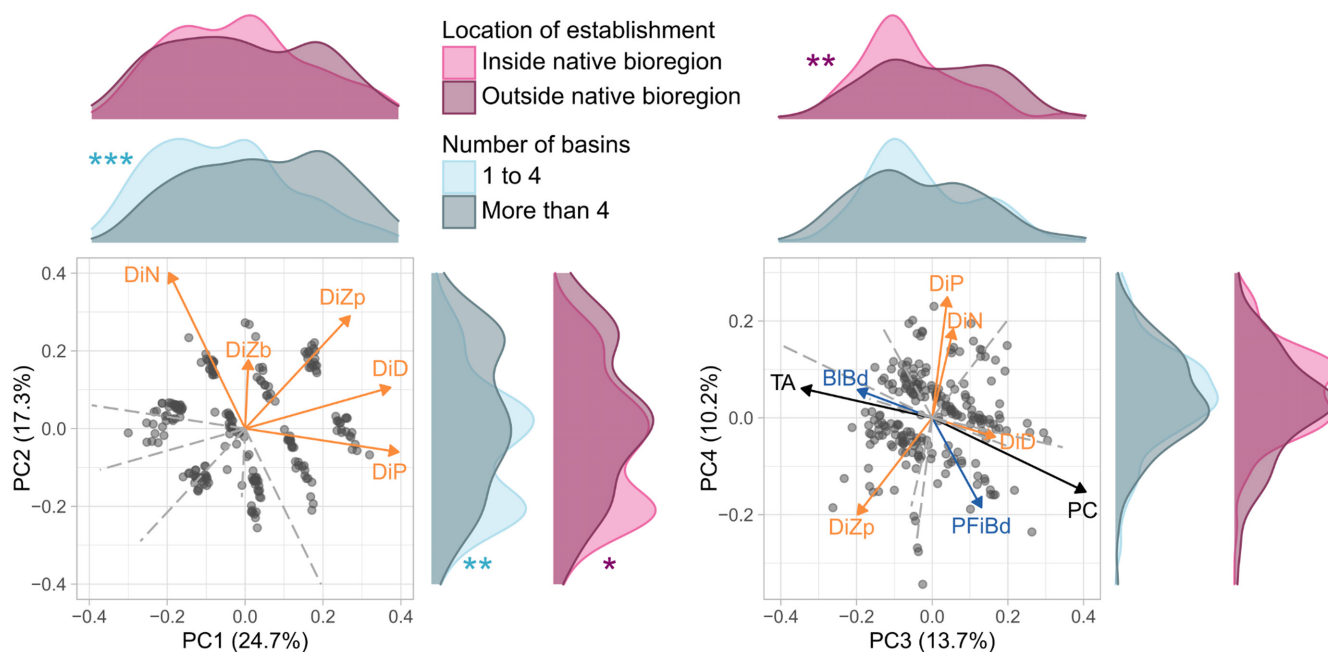 Location of establishment
Inside native bioregion
Outside native bioregion
Number of basins
1 to 4
More than 4
***
**
DiN
DiZp
DiZb
DiD
DiP
0.4
0.2
0.0
−0.2
−0.4
PC2 (17.3%)
−0.4
−0.2
0.0
0.2
0.4
PC1 (24.7%)
**
*
DiP
DiN
TA
BlBd
DiD
DiZp
PFiBd
PC
0.2
0.0
−0.2
PC4 (10.2%)
−0.4
−0.2
0.0
0.2
0.4
PC3 (13.7%)